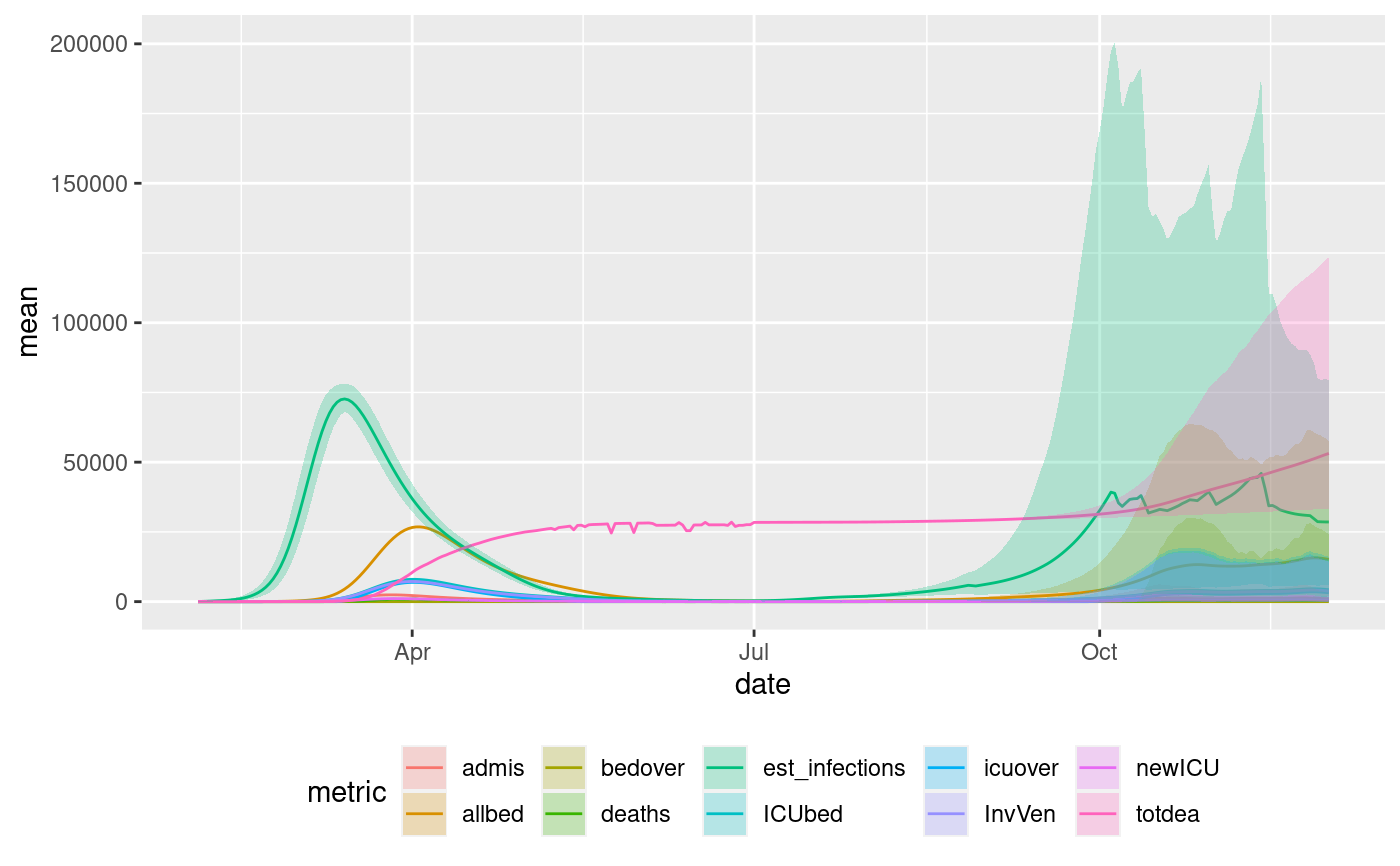 200000
150000
100000
50000
0
mean
Apr Jul Oct
date
metric
admis bedover est_infections icuover newICU
allbed deaths ICUbed InvVen totdea